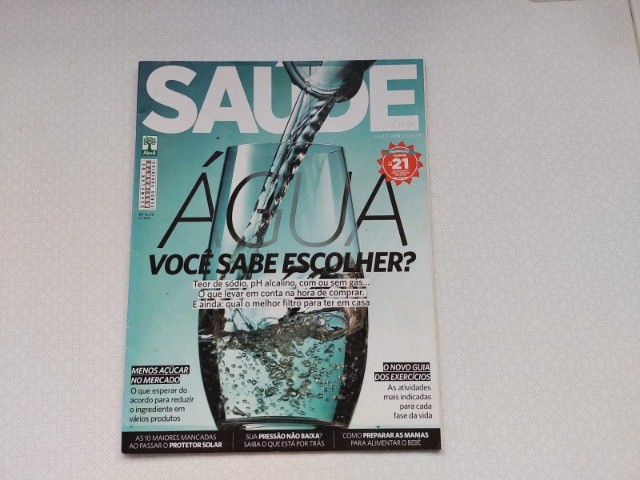 SAÚDE
Abril
21
ÁGUA
VOCÊ SABE ESCOLHER?
Teor de sódio, pH alcalino, com ou sem gás...
O que levar em conta na hora de comprar.
E ainda: qual o melhor filtro para ter em casa
MENOS AÇÚCAR
NO MERCADO
O que esperar do
acordo para reduzir
o ingrediente em
vários produtos
O NOVO GUIA
DOS EXERCÍCIOS
As atividades
mais indicadas
para cada
fase da vida
AS 10 MAIORES MANCADAS
AO PASSAR O PROTETOR SOLAR
SUA PRESSÃO NÃO BAIXA?
SAIBA O QUE ESTÁ POR TRÁS
COMO PREPARAR AS MAMAS
PARA ALIMENTAR O BEBÊ